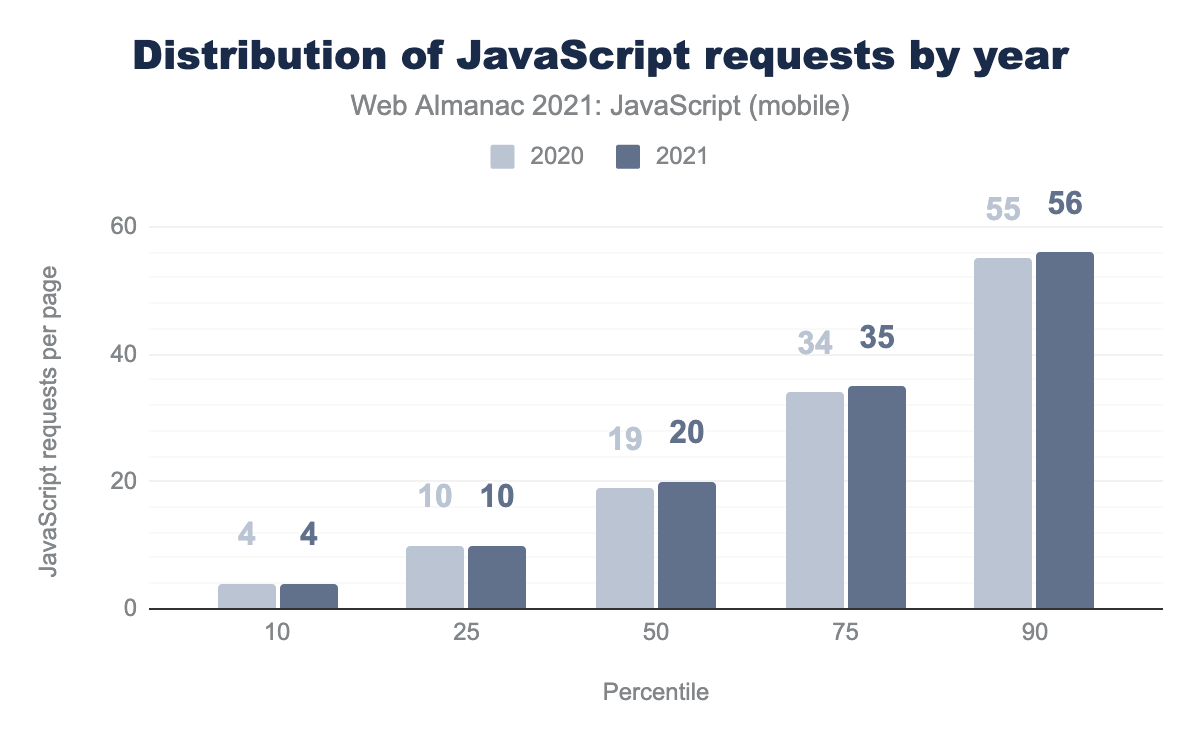 Distribution of JavaScript requests by year
Web Almanac 2021: JavaScript (mobile)
2020 2021
JavaScript requests per page
60
40
20
0
4 4
10 10
19 20
34 35
55 56
10 25 50 75 90
Percentile